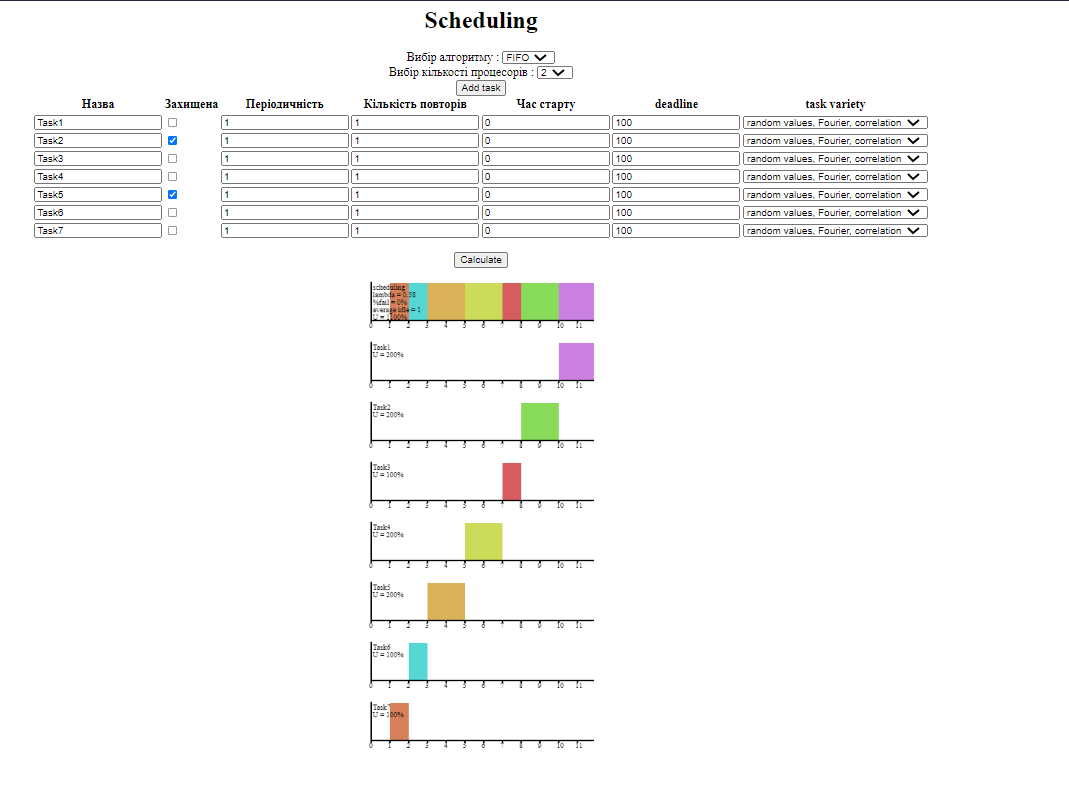 Scheduling
Вибір алгоритму : FIFO
Вибір кількості процесорів : 2
Add task
Назва Захищена Періодичність Кількість повторів Час старту deadline task variety
Task1 1 1 0 100 random values, Fourier, correlation
Task2 1 1 0 100 random values, Fourier, correlation
Task3 1 1 0 100 random values, Fourier, correlation
Task4 1 1 0 100 random values, Fourier, correlation
Task5 1 1 0 100 random values, Fourier, correlation
Task6 1 1 0 100 random values, Fourier, correlation
Task7 1 1 0 100 random values, Fourier, correlation
Calculate
scheduling
lambda = 0.58
%fail = 0%
average idle = 1
U = 1100%
0 1 2 3 4 5 6 7 8 9 10 11
Task1
U = 200%
0 1 2 3 4 5 6 7 8 9 10 11
Task2
U = 200%
0 1 2 3 4 5 6 7 8 9 10 11
Task3
U = 100%
0 1 2 3 4 5 6 7 8 9 10 11
Task4
U = 200%
0 1 2 3 4 5 6 7 8 9 10 11
Task5
U = 200%
0 1 2 3 4 5 6 7 8 9 10 11
Task6
U = 100%
0 1 2 3 4 5 6 7 8 9 10 11
Task7
U = 100%
0 1 2 3 4 5 6 7 8 9 10 11